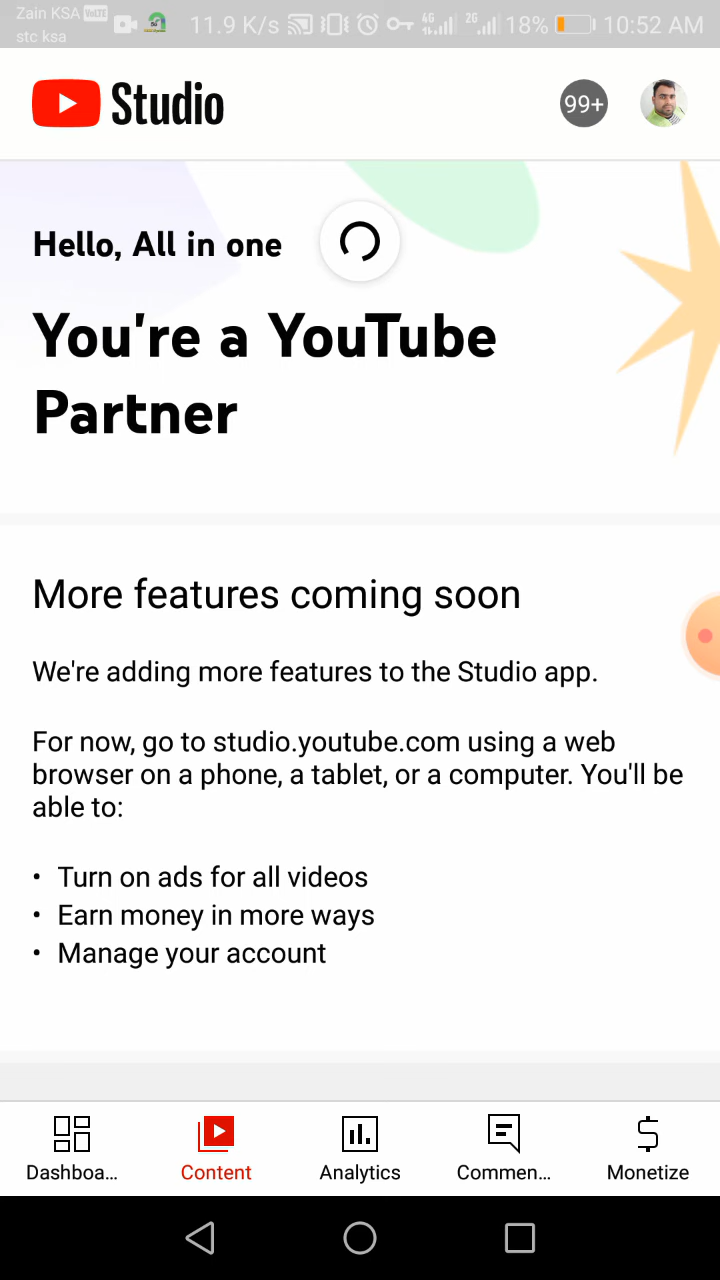 Zain KSA VoLTE
stc ksa
11.9 K/s 4G 2G 18% 10:52 AM
Studio
99+
Hello, All in one
You're a YouTube
Partner
More features coming soon
We're adding more features to the Studio app.
For now, go to studio.youtube.com using a web
browser on a phone, a tablet, or a computer. You'll be
able to:
• Turn on ads for all videos
• Earn money in more ways
• Manage your account
Dashboa...
Content
Analytics
Commen...
Monetize